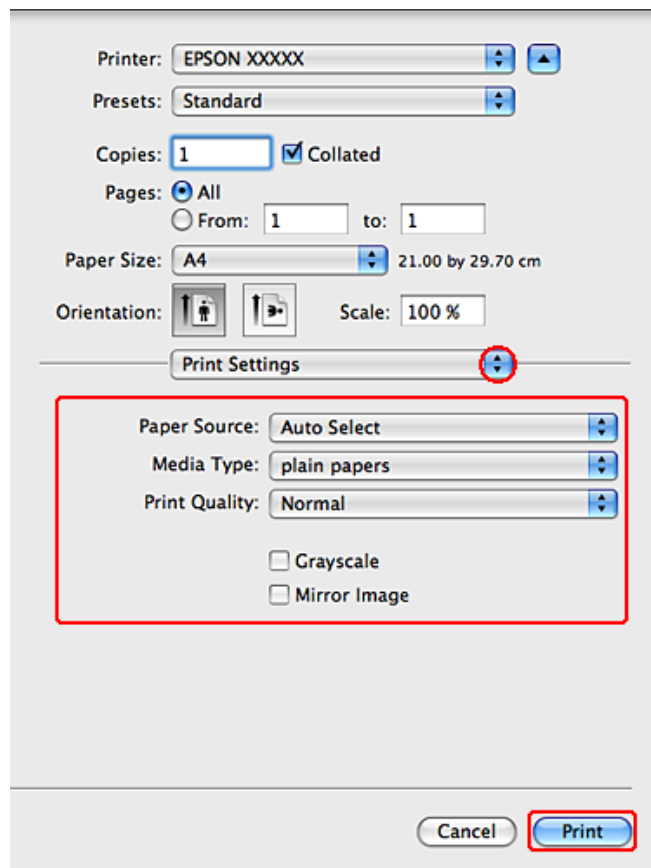 Printer: EPSON XXXXX
Presets: Standard
Copies: 1 Collated
Pages: All
From: 1 to: 1
Paper Size: A4 21.00 by 29.70 cm
Orientation: Scale: 100 %
Print Settings
Paper Source: Auto Select
Media Type: plain papers
Print Quality: Normal
Grayscale
Mirror Image
Cancel Print